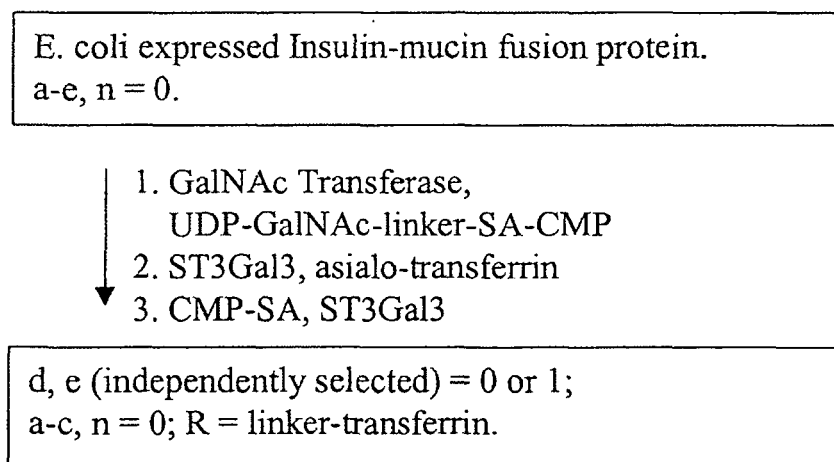 E. coli expressed Insulin-mucin fusion protein.
a-e, n = 0.
1. GalNAc Transferase,
UDP-GalNAc-linker-SA-CMP
2. ST3Gal3, asialo-transferrin
3. CMP-SA, ST3Gal3
d, e (independently selected) = 0 or 1;
a-c, n = 0; R = linker-transferrin.